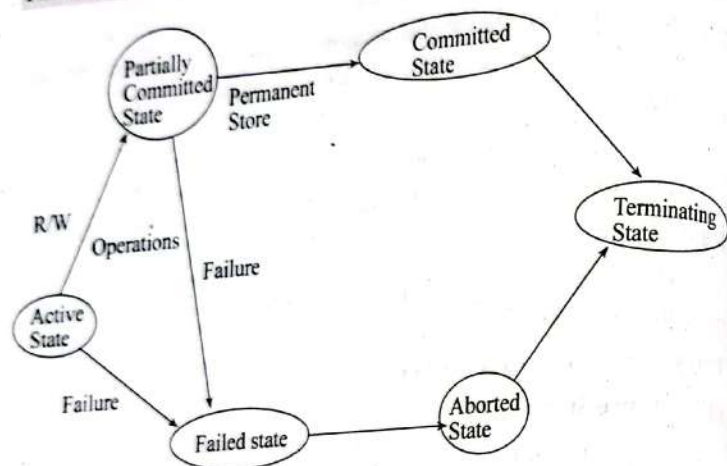 Partially
Committed
State
Committed
State
Permanent
Store
Terminating
State
R/W
Operations
Failure
Active
State
Failure
Failed state
Aborted
State